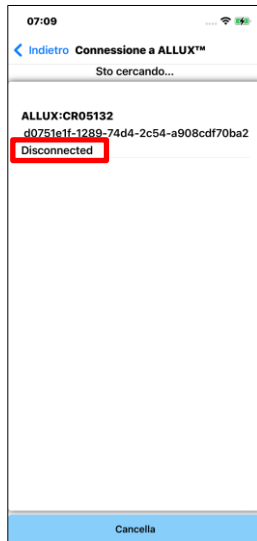 07:09
Indietro Connessione a ALLUX™
Sto cercando...
ALLUX:CR05132
d0751e1f-1289-74d4-2c54-a908cdf70ba2
Disconnected
Cancella